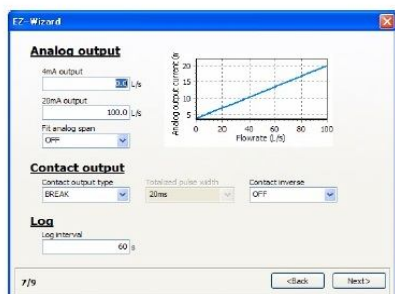 EZ-Wizard
Analog output
4mA output
0.0 L/s
20mA output
100.0 L/s
Fit analog span
OFF
Analog output current (
20
15
10
5
0 20 40 60 80 100
Flowrate (L/s)
Contact output
Contact output type
BREAK
Totalized pulse width
20ms
Contact inverse
OFF
Log
Log interval
60 s
7/9
<Back
Next>